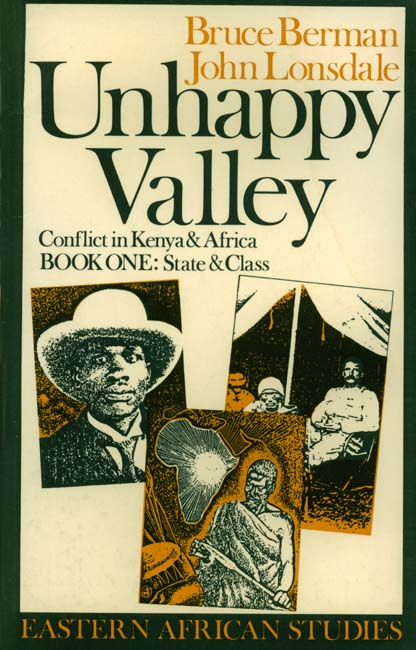 Bruce Berman
John Lonsdale
Unhappy
Valley
Conflict in Kenya & Africa
BOOK ONE: State & Class
EASTERN AFRICAN STUDIES